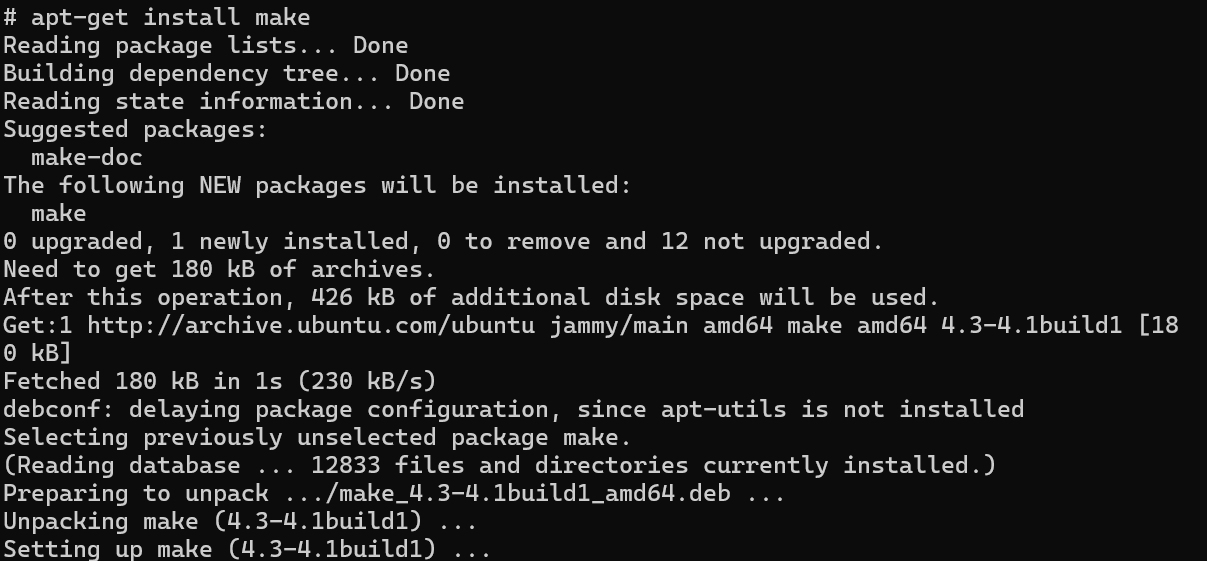 # apt-get install make
Reading package lists... Done
Building dependency tree... Done
Reading state information... Done
Suggested packages:
  make-doc
The following NEW packages will be installed:
  make
0 upgraded, 1 newly installed, 0 to remove and 12 not upgraded.
Need to get 180 kB of archives.
After this operation, 426 kB of additional disk space will be used.
Get:1 http://archive.ubuntu.com/ubuntu jammy/main amd64 make amd64 4.3-4.1build1 [18
0 kB]
Fetched 180 kB in 1s (230 kB/s)
debconf: delaying package configuration, since apt-utils is not installed
Selecting previously unselected package make.
(Reading database ... 12833 files and directories currently installed.)
Preparing to unpack .../make_4.3-4.1build1_amd64.deb ...
Unpacking make (4.3-4.1build1) ...
Setting up make (4.3-4.1build1) ...